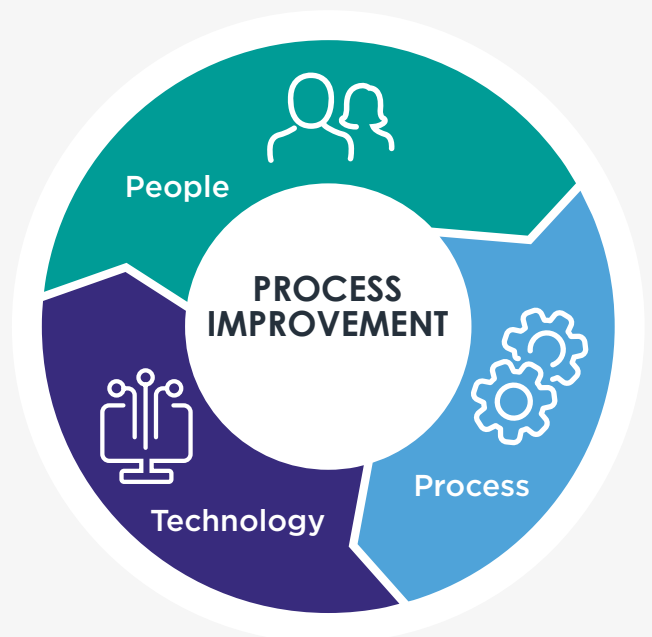 People
PROCESS
IMPROVEMENT
Process
Technology